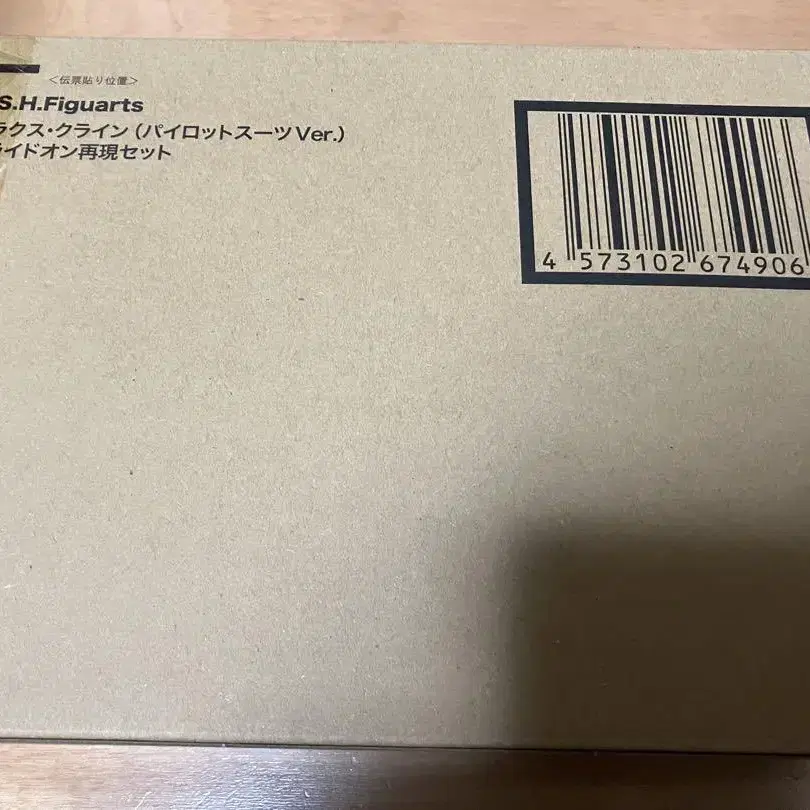 <伝票貼り位置>
S.H.Figuarts
ラクス・クライン(パイロットスーツVer.)
ライドオン再現セット
4 573102 674906